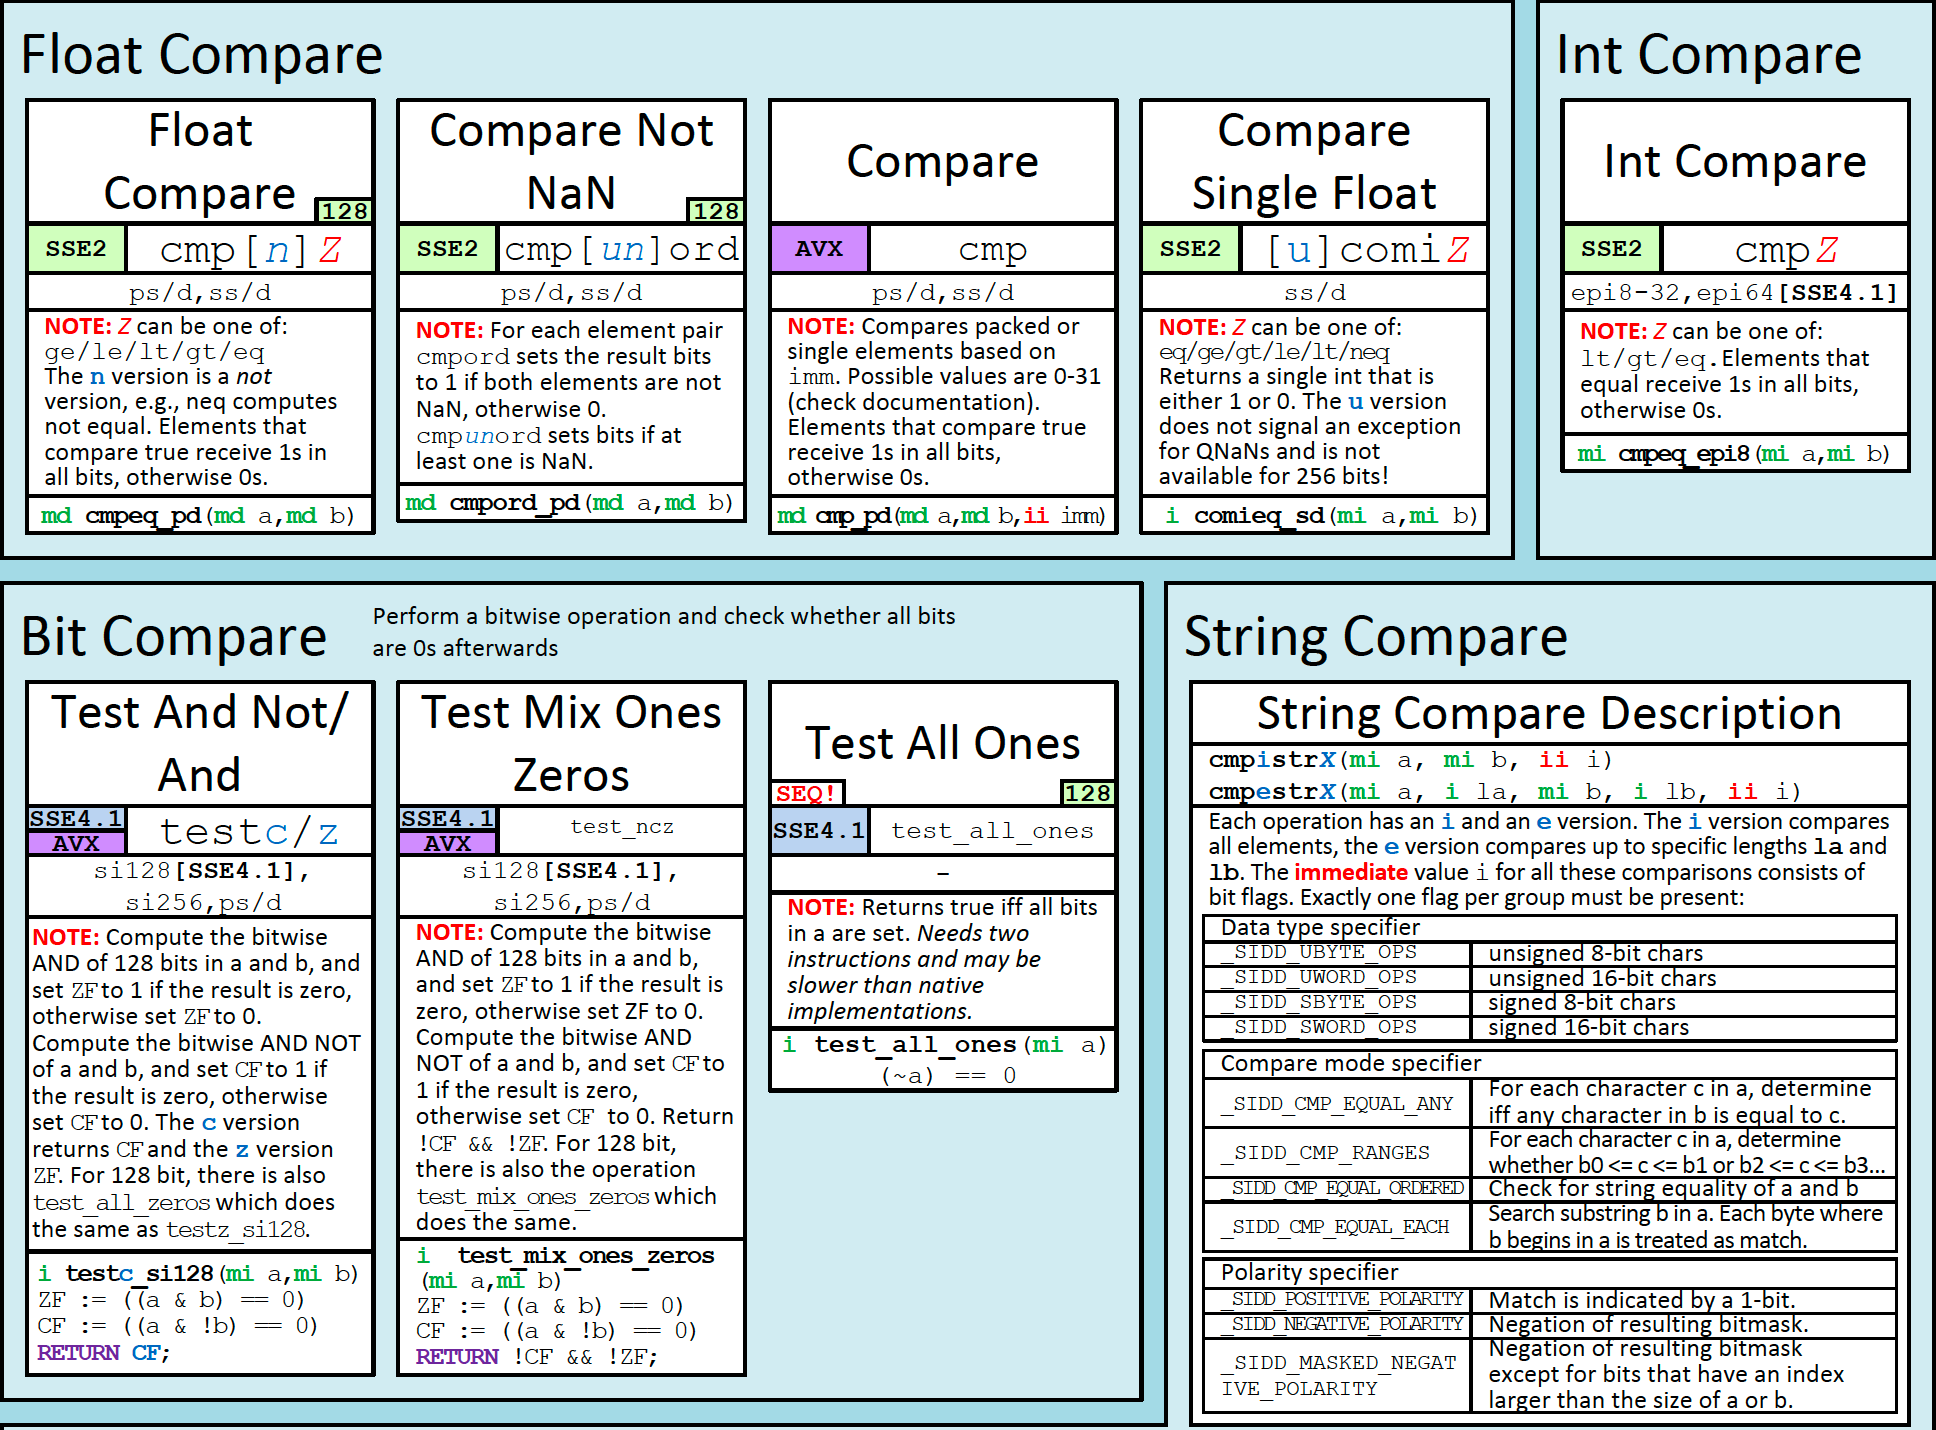 Float Compare
Float
Compare
128
SSE2
cmp[n]Z
ps/d,ss/d
NOTE: Z can be one of:
ge/le/lt/gt/eq
The n version is a not
version, e.g., neq computes
not equal. Elements that
compare true receive 1s in
all bits, otherwise 0s.
md cmpeq_pd(md a,md b)
Compare Not
NaN
128
SSE2
cmp[un]ord
ps/d,ss/d
NOTE: For each element pair
cmpord sets the result bits
to 1 if both elements are not
NaN, otherwise 0.
cmpunord sets bits if at
least one is NaN.
md cmpord_pd(md a,md b)
Compare
AVX
cmp
ps/d,ss/d
NOTE: Compares packed or
single elements based on
imm. Possible values are 0-31
(check documentation).
Elements that compare true
receive 1s in all bits,
otherwise 0s.
md cmp_pd(md a,md b,ii imm)
Compare
Single Float
SSE2
[u]comiZ
ss/d
NOTE: Z can be one of:
eq/ge/gt/le/lt/neq
Returns a single int that is
either 1 or 0. The u version
does not signal an exception
for QNaNs and is not
available for 256 bits!
i comieq_sd(mi a,mi b)
Int Compare
Int Compare
SSE2
cmpZ
epi8-32,epi64[SSE4.1]
NOTE: Z can be one of:
lt/gt/eq. Elements that
equal receive 1s in all bits,
otherwise 0s.
mi cmpeq_epi8(mi a,mi b)
Bit Compare
Perform a bitwise operation and check whether all bits
are 0s afterwards
Test And Not/
And
SSE4.1
AVX
testc/z
si128[SSE4.1],
si256,ps/d
NOTE: Compute the bitwise
AND of 128 bits in a and b, and
set ZF to 1 if the result is zero,
otherwise set ZF to 0.
Compute the bitwise AND NOT
of a and b, and set CF to 1 if
the result is zero, otherwise
set CF to 0. The c version
returns CF and the z version
ZF. For 128 bit, there is also
test_all_zeros which does
the same as testz_si128.
i testc_si128(mi a,mi b)
ZF := ((a & b) == 0)
CF := ((a & !b) == 0)
RETURN CF;
Test Mix Ones
Zeros
SSE4.1
AVX
test_ncz
si128[SSE4.1],
si256,ps/d
NOTE: Compute the bitwise
AND of 128 bits in a and b,
and set ZF to 1 if the result is
zero, otherwise set ZF to 0.
Compute the bitwise AND
NOT of a and b, and set CF to
1 if the result is zero,
otherwise set CF to 0. Return
!CF && !ZF. For 128 bit,
there is also the operation
test_mix_ones_zeros which
does the same.
i test_mix_ones_zeros
(mi a,mi b)
ZF := ((a & b) == 0)
CF := ((a & !b) == 0)
RETURN !CF && !ZF;
Test All Ones
SEQ!
128
SSE4.1
test_all_ones
-
NOTE: Returns true iff all bits
in a are set. Needs two
instructions and may be
slower than native
implementations.
i test_all_ones(mi a)
(~a) == 0
String Compare
String Compare Description
cmpistrX(mi a, mi b, ii i)
cmpestrX(mi a, i la, mi b, i lb, ii i)
Each operation has an i and an e version. The i version compares
all elements, the e version compares up to specific lengths la and
lb. The immediate value i for all these comparisons consists of
bit flags. Exactly one flag per group must be present:
Data type specifier
_SIDD_UBYTE_OPS unsigned 8-bit chars
_SIDD_UWORD_OPS unsigned 16-bit chars
_SIDD_SBYTE_OPS signed 8-bit chars
_SIDD_SWORD_OPS signed 16-bit chars
Compare mode specifier
_SIDD_CMP_EQUAL_ANY
For each character c in a, determine
iff any character in b is equal to c.
_SIDD_CMP_RANGES
For each character c in a, determine
whether b0 <= c <= b1 or b2 <= c <= b3…
_SIDD_CMP_EQUAL_ORDERED Check for string equality of a and b
_SIDD_CMP_EQUAL_EACH
Search substring b in a. Each byte where
b begins in a is treated as match.
Polarity specifier
_SIDD_POSITIVE_POLARITY Match is indicated by a 1-bit.
_SIDD_NEGATIVE_POLARITY Negation of resulting bitmask.
_SIDD_MASKED_NEGAT
IVE_POLARITY
Negation of resulting bitmask
except for bits that have an index
larger than the size of a or b.